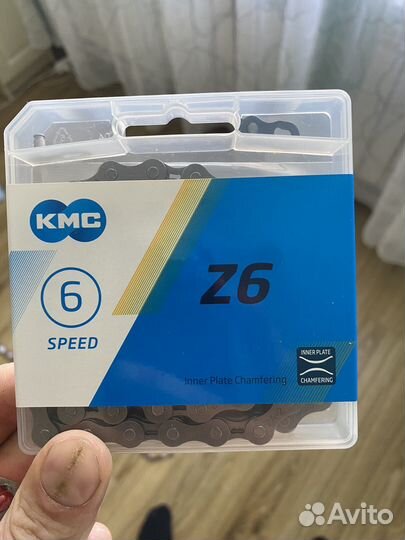 KMC
6
SPEED
Z6
Inner Plate Chamfering
INNER PLATE
CHAMFERING
Avito